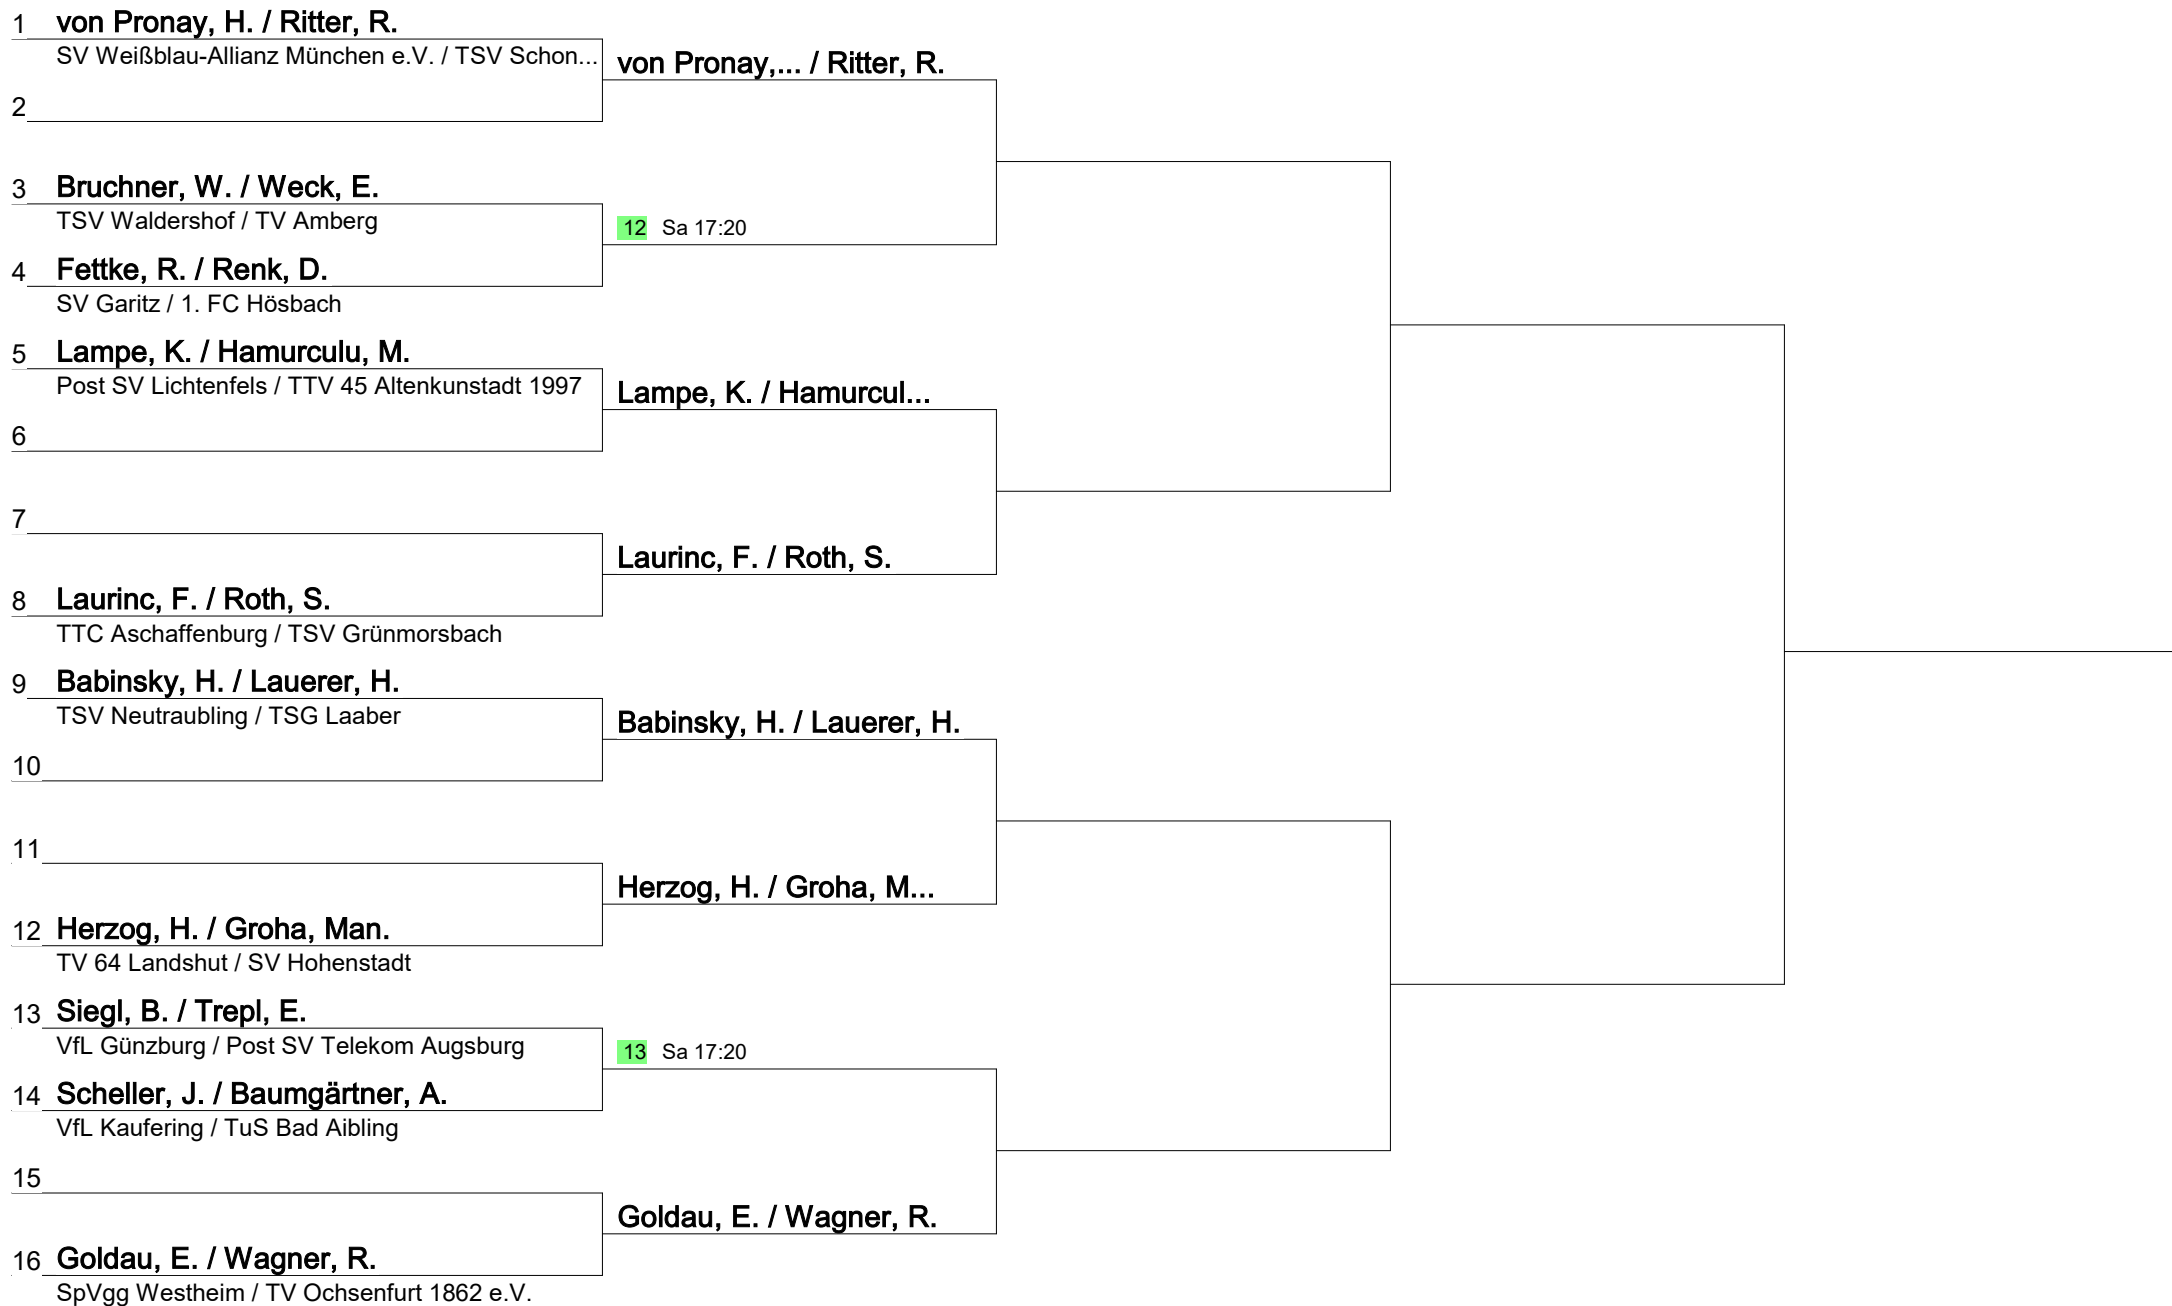 1 von Pronay, H. / Ritter, R.
SV Weißblau-Allianz München e.V. / TSV Schon...
von Pronay,... / Ritter, R.
2
3 Bruchner, W. / Weck, E.
TSV Waldershof / TV Amberg
12 Sa 17:20
4 Fettke, R. / Renk, D.
SV Garitz / 1. FC Hösbach
5 Lampe, K. / Hamurculu, M.
Post SV Lichtenfels / TTV 45 Altenkunstadt 1997
Lampe, K. / Hamurcul...
6
7
Laurinc, F. / Roth, S.
8 Laurinc, F. / Roth, S.
TTC Aschaffenburg / TSV Grünmorsbach
9 Babinsky, H. / Lauerer, H.
TSV Neutraubling / TSG Laaber
Babinsky, H. / Lauerer, H.
10
11
Herzog, H. / Groha, M...
12 Herzog, H. / Groha, Man.
TV 64 Landshut / SV Hohenstadt
13 Siegl, B. / Trepl, E.
VfL Günzburg / Post SV Telekom Augsburg
13 Sa 17:20
14 Scheller, J. / Baumgärtner, A.
VfL Kaufering / TuS Bad Aibling
15
Goldau, E. / Wagner, R.
16 Goldau, E. / Wagner, R.
SpVgg Westheim / TV Ochsenfurt 1862 e.V.